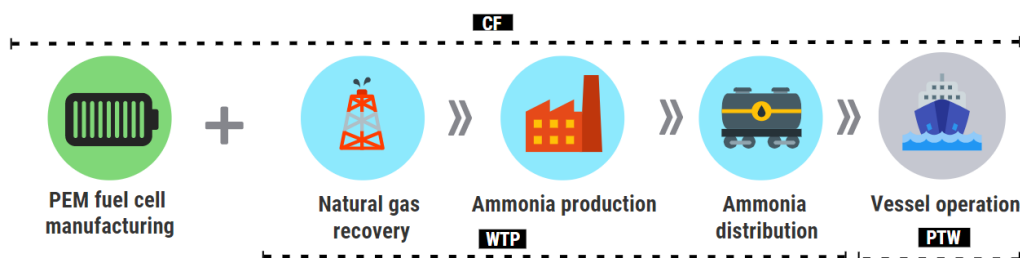 CF
PEM fuel cell
manufacturing
Natural gas
recovery
Ammonia production
Ammonia
distribution
Vessel operation
WTP
PTW